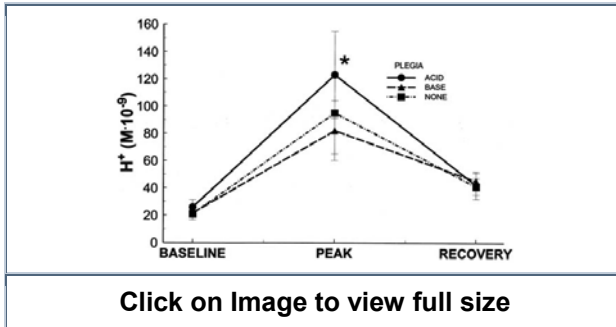 160
140
120
100
80
60
40
20
0
H+ (M·10-9)
*
PLEGIA
ACID
BASE
NONE
BASELINE PEAK RECOVERY
Click on Image to view full size